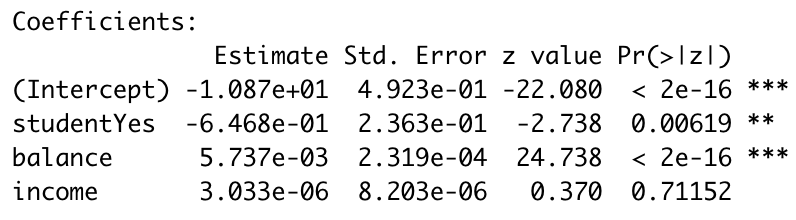 Coefficients:
Estimate Std. Error z value Pr(>|z|)
(Intercept) -1.087e+01 4.923e-01 -22.080 < 2e-16 ***
studentYes -6.468e-01 2.363e-01 -2.738 0.00619 **
balance 5.737e-03 2.319e-04 24.738 < 2e-16 ***
income 3.033e-06 8.203e-06 0.370 0.71152